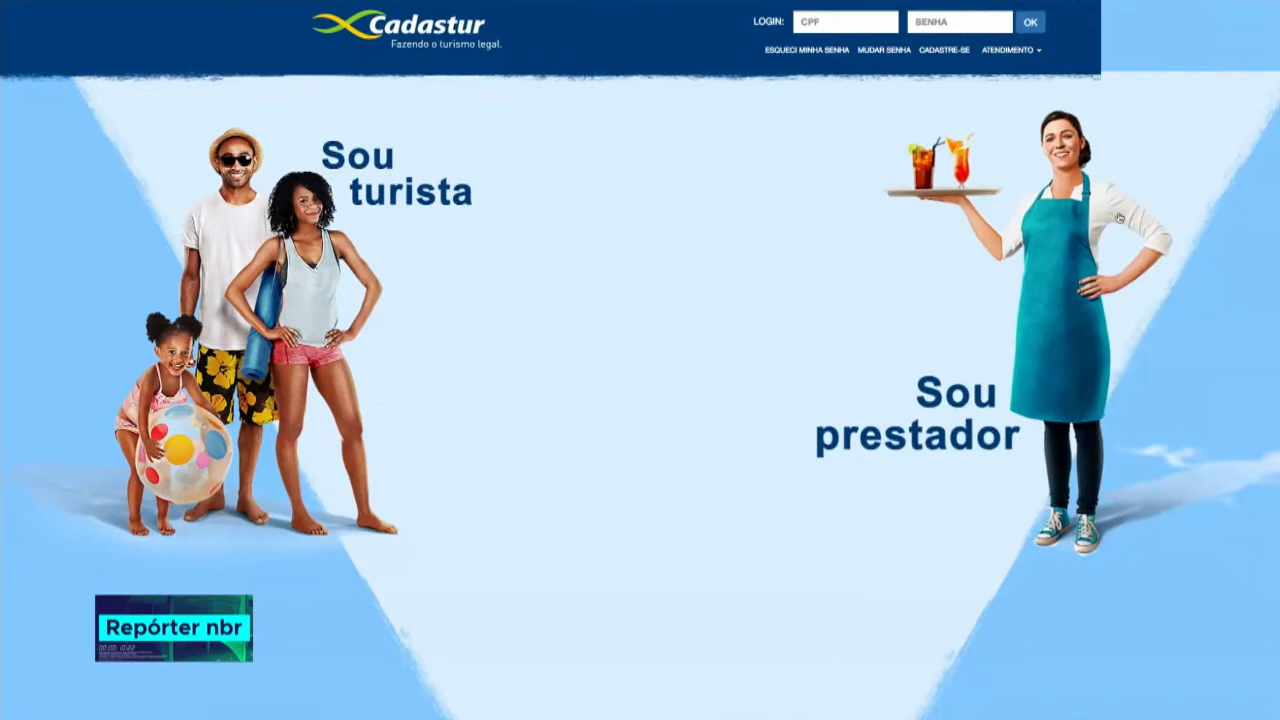 Cadastur
Fazendo o turismo legal.
LOGIN:
CPF
SENHA
OK
ESQUECI MINHA SENHA
MUDAR SENHA
CADASTRE-SE
ATENDIMENTO
Sou
turista
Sou
prestador
Repórter nbr